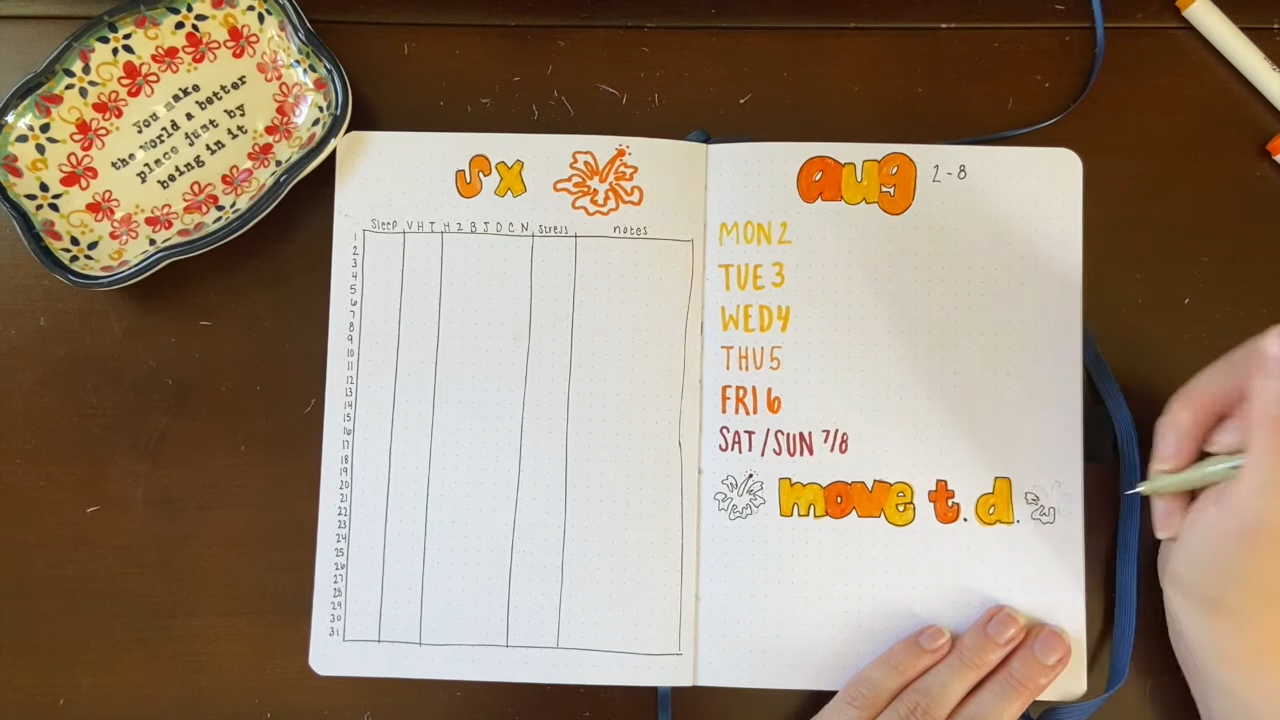 You make
the world a better
place just by
being in it
Sx
Sleep V H T H 2 B J D C N Stress notes
1
2
3
4
5
6
7
8
9
10
11
12
13
14
15
16
17
18
19
20
21
22
23
24
25
26
27
28
29
30
31
aug 2-8
MON 2
TUE 3
WED 4
THU 5
FRI 6
SAT/SUN 7/8
move t. d.